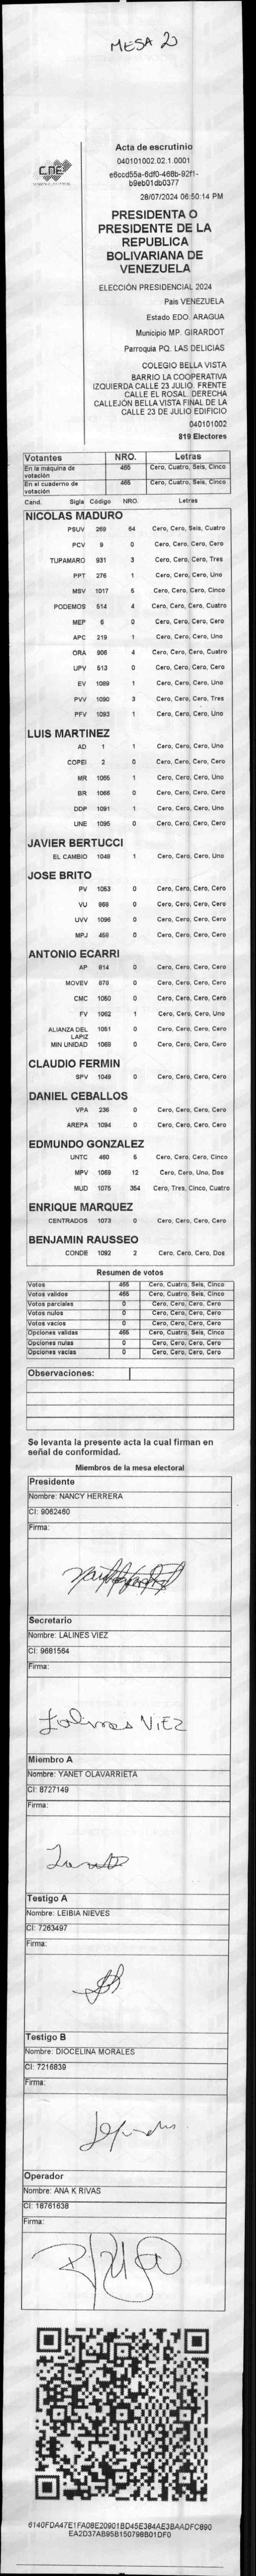 MESA 2
CNE
Acta de escrutinio
040101002.02.1.0001
e6ccd55a-6df0-468b-92f1-
b9eb01db0377
28/07/2024 06:50:14 PM
PRESIDENTA O
PRESIDENTE DE LA
REPUBLICA
BOLIVARIANA DE
VENEZUELA
ELECCIÓN PRESIDENCIAL 2024
País VENEZUELA
Estado EDO. ARAGUA
Municipio MP. GIRARDOT
Parroquia PQ. LAS DELICIAS
COLEGIO BELLA VISTA
BARRIO LA COOPERATIVA
IZQUIERDA CALLE 23 JULIO. FRENTE
CALLE EL ROSAL. DERECHA
CALLEJÓN BELLA VISTA FINAL DE LA
CALLE 23 DE JULIO EDIFICIO
040101002
819 Electores
Votantes NRO. Letras
En la máquina de votación 465 Cero, Cuatro, Seis, Cinco
En el cuaderno de votación 465 Cero, Cuatro, Seis, Cinco
Cand. Sigla Código NRO. Letras
NICOLAS MADURO
PSUV 269 64 Cero, Cero, Seis, Cuatro
PCV 9 0 Cero, Cero, Cero, Cero
TUPAMARO 931 3 Cero, Cero, Cero, Tres
PPT 276 1 Cero, Cero, Cero, Uno
MSV 1017 5 Cero, Cero, Cero, Cinco
PODEMOS 514 4 Cero, Cero, Cero, Cuatro
MEP 6 0 Cero, Cero, Cero, Cero
APC 219 1 Cero, Cero, Cero, Uno
ORA 906 4 Cero, Cero, Cero, Cuatro
UPV 513 0 Cero, Cero, Cero, Cero
EV 1089 1 Cero, Cero, Cero, Uno
PVV 1090 3 Cero, Cero, Cero, Tres
PFV 1093 1 Cero, Cero, Cero, Uno
LUIS MARTINEZ
AD 1 1 Cero, Cero, Cero, Uno
COPEI 2 0 Cero, Cero, Cero, Cero
MR 1065 1 Cero, Cero, Cero, Uno
BR 1066 0 Cero, Cero, Cero, Cero
DDP 1091 1 Cero, Cero, Cero, Uno
UNE 1095 0 Cero, Cero, Cero, Cero
JAVIER BERTUCCI
EL CAMBIO 1048 1 Cero, Cero, Cero, Uno
JOSE BRITO
PV 1053 0 Cero, Cero, Cero, Cero
VU 868 0 Cero, Cero, Cero, Cero
UVV 1096 0 Cero, Cero, Cero, Cero
MPJ 458 0 Cero, Cero, Cero, Cero
ANTONIO ECARRI
AP 814 0 Cero, Cero, Cero, Cero
MOVEV 878 0 Cero, Cero, Cero, Cero
CMC 1050 0 Cero, Cero, Cero, Cero
FV 1062 1 Cero, Cero, Cero, Uno
ALIANZA DEL LAPIZ 1051 0 Cero, Cero, Cero, Cero
MIN UNIDAD 1068 0 Cero, Cero, Cero, Cero
CLAUDIO FERMIN
SPV 1049 0 Cero, Cero, Cero, Cero
DANIEL CEBALLOS
VPA 236 0 Cero, Cero, Cero, Cero
AREPA 1094 0 Cero, Cero, Cero, Cero
EDMUNDO GONZALEZ
UNTC 460 5 Cero, Cero, Cero, Cinco
MPV 1069 12 Cero, Cero, Uno, Dos
MUD 1075 354 Cero, Tres, Cinco, Cuatro
ENRIQUE MARQUEZ
CENTRADOS 1073 0 Cero, Cero, Cero, Cero
BENJAMIN RAUSSEO
CONDE 1092 2 Cero, Cero, Cero, Dos
Resumen de votos
Votos 465 Cero, Cuatro, Seis, Cinco
Votos validos 465 Cero, Cuatro, Seis, Cinco
Votos parciales 0 Cero, Cero, Cero, Cero
Votos nulos 0 Cero, Cero, Cero, Cero
Votos vacios 0 Cero, Cero, Cero, Cero
Opciones validas 465 Cero, Cuatro, Seis, Cinco
Opciones nulas 0 Cero, Cero, Cero, Cero
Opciones vacias 0 Cero, Cero, Cero, Cero
Observaciones:
Se levanta la presente acta la cual firman en
señal de conformidad.
Miembros de la mesa electoral
Presidente
Nombre: NANCY HERRERA
CI: 9062460
Firma:
Secretario
Nombre: LALINES VIEZ
CI: 9681564
Firma:
Lalines VIEZ
Miembro A
Nombre: YANET OLAVARRIETA
CI: 8727149
Firma:
Testigo A
Nombre: LEIBIA NIEVES
CI: 7263497
Firma:
Testigo B
Nombre: DIOCELINA MORALES
CI: 7216839
Firma:
Operador
Nombre: ANA K RIVAS
CI: 18761638
Firma:
6140FDA47E1FA08E20901BD45E384AE3BAADFC890
EA2D37AB95B150798B01DF0